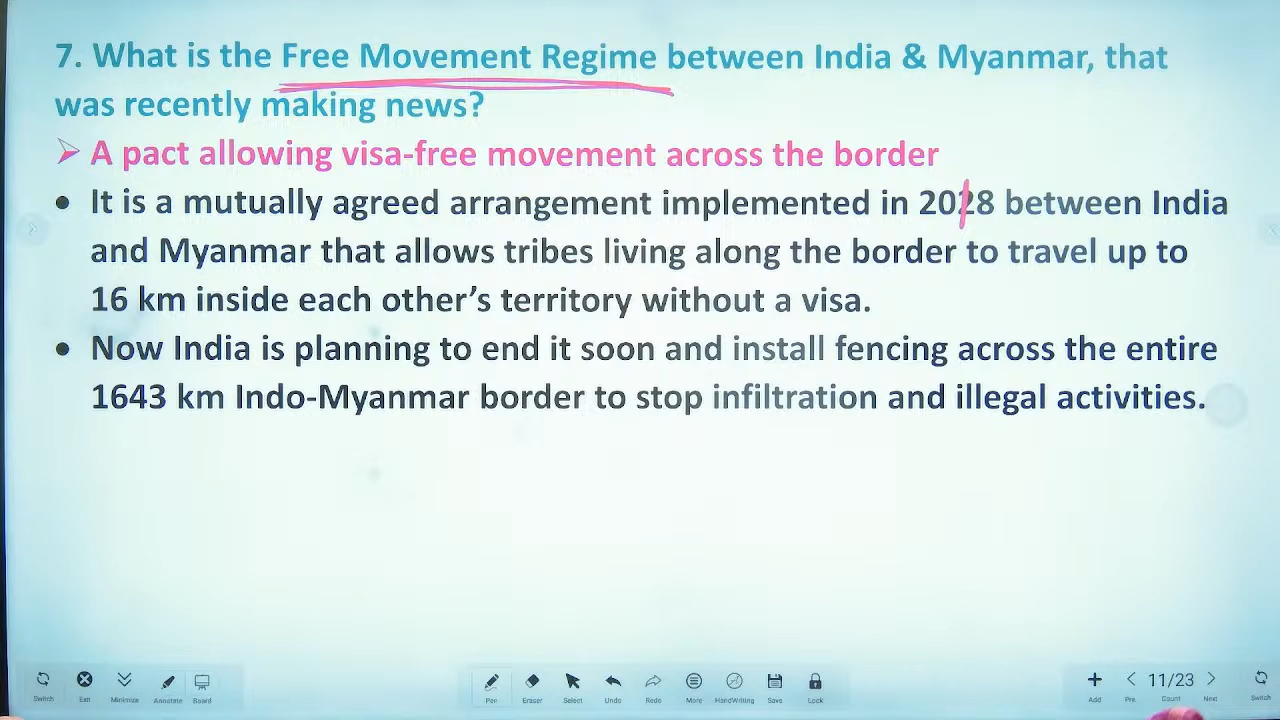 7. What is the Free Movement Regime between India & Myanmar, that
was recently making news?
A pact allowing visa-free movement across the border
It is a mutually agreed arrangement implemented in 2028 between India
and Myanmar that allows tribes living along the border to travel up to
16 km inside each other's territory without a visa.
Now India is planning to end it soon and install fencing across the entire
1643 km Indo-Myanmar border to stop infiltration and illegal activities.
Switch Exit Minimize Annotate Board Pen Eraser Select Undo Redo More HandWriting Save Lock Add Pre. 11/23 Count Next Switch